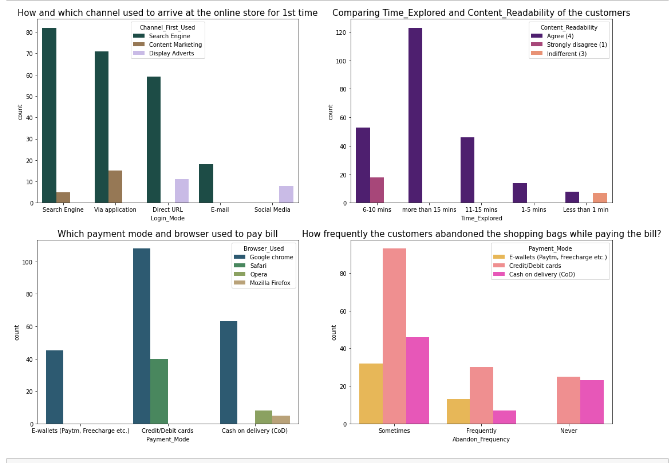 How and which channel used to arrive at the online store for 1st time
Channel_First_Used
Search Engine
Content Marketing
Display Adverts
count
80
70
60
50
40
30
20
10
0
Search Engine
Via application
Direct URL
E-mail
Social Media
Login_Mode
Comparing Time_Explored and Content_Readability of the customers
Content_Readability
Agree (4)
Strongly disagree (1)
Indifferent (3)
count
120
100
80
60
40
20
0
6-10 mins
more than 15 mins
11-15 mins
1-5 mins
Less than 1 min
Time_Explored
Which payment mode and browser used to pay bill
Browser_Used
Google chrome
Safari
Opera
Mozilla Firefox
count
100
80
60
40
20
0
E-wallets (Paytm, Freecharge etc.)
Credit/Debit cards
Cash on delivery (CoD)
Payment_Mode
How frequently the customers abandoned the shopping bags while paying the bill?
Payment_Mode
E-wallets (Paytm, Freecharge etc.)
Credit/Debit cards
Cash on delivery (CoD)
count
80
60
40
20
0
Sometimes
Frequently
Never
Abandon_Frequency